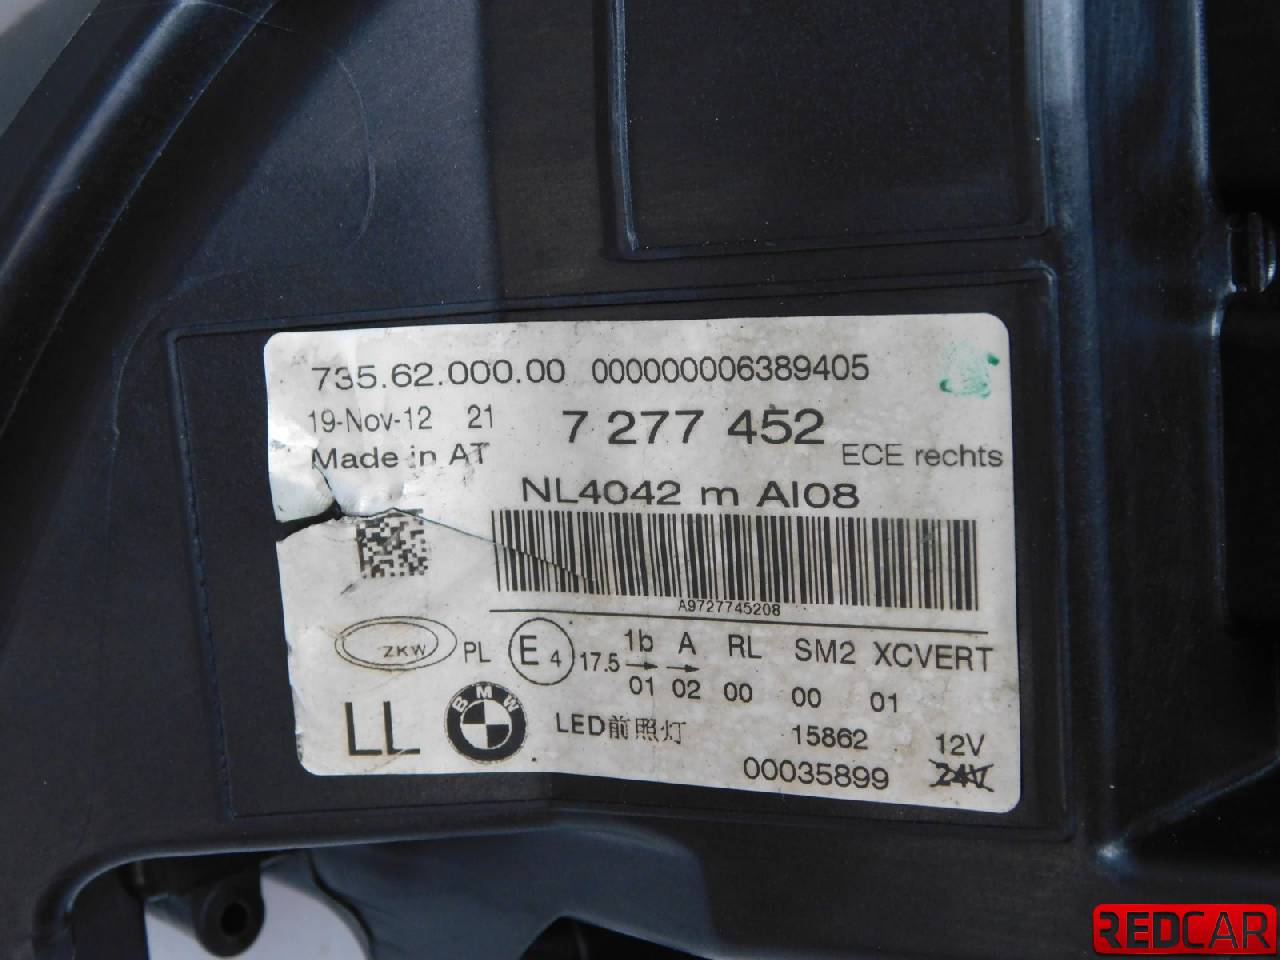 735.62.000.00 000000006389405
19-Nov-12 21 7 277 452
Made in AT ECE rechts
NL4042 m AI08
A9727745208
ZKW PL E4 17.5 1b A RL SM2 XCVERT
01 02 00 00 01
LL BMW LED前照灯 15862 12V
00035899 24V
REDCAR